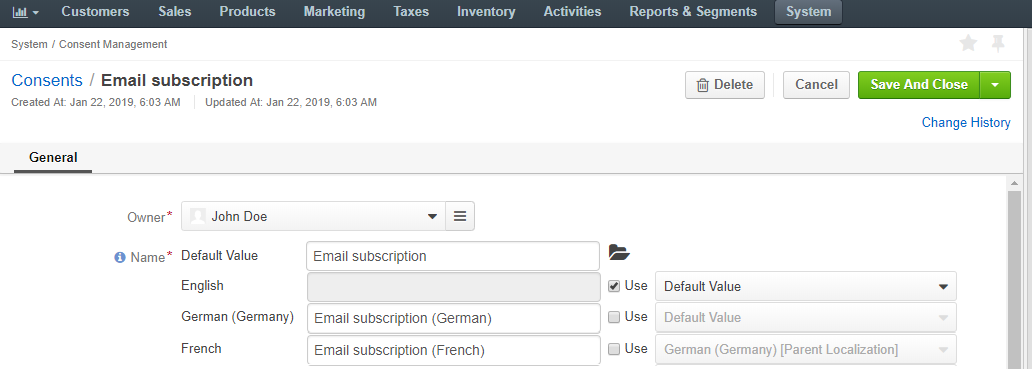 Customers Sales Products Marketing Taxes Inventory Activities Reports & Segments System
System / Consent Management
Consents / Email subscription
Delete Cancel Save And Close
Created At: Jan 22, 2019, 6:03 AM Updated At: Jan 22, 2019, 6:03 AM
Change History
General
Owner* John Doe
Name* Default Value Email subscription
English Use Default Value
German (Germany) Email subscription (German) Use Default Value
French Email subscription (French) Use German (Germany) [Parent Localization]